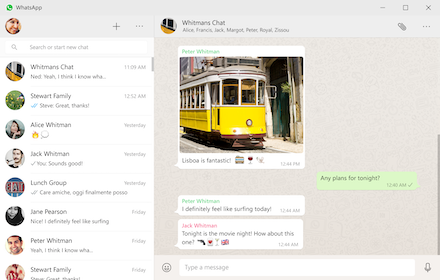 WhatsApp
Search or start new chat
Whitmans Chat 11:09 AM
Ned: Yeah, I think I know wha...
Stewart Family 12:52 AM
Steve: Great, thanks!
Alice Whitman Yesterday
Jack Whitman Yesterday
You: Sounds good!
Lunch Group Yesterday
Care amiche, oggi finalmente posso
Jane Pearson Friday
Nice! I definitely feel like surfing
Peter Whitman Friday
Yeah, I think I know wha...
Stewart Family Friday
Steve: Great, thanks!
Whitmans Chat
Alice, Francis, Jack, Margot, Peter, Royal, Zissou
Peter Whitman
Lisboa is fantastic!
12:44 PM
Any plans for tonight?
12:40 AM
Peter Whitman
I definitely feel like surfing today!
12:44 AM
Jack Whitman
Tonight is the movie night! How about this
one?
12:44 AM
Type a message